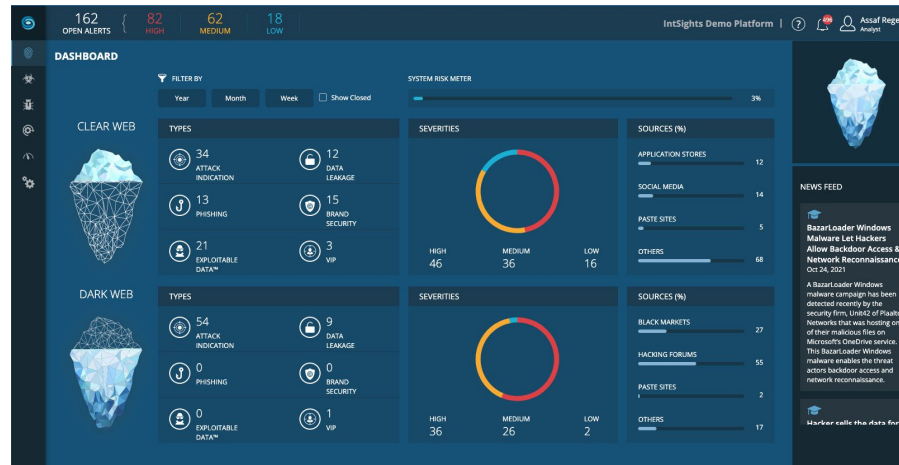 162
OPEN ALERTS
82
HIGH
62
MEDIUM
18
LOW
IntSights Demo Platform
?
496
Assaf Rege
Analyst
DASHBOARD
FILTER BY
Year
Month
Week
Show Closed
SYSTEM RISK METER
3%
CLEAR WEB
TYPES
34
ATTACK
INDICATION
12
DATA
LEAKAGE
13
PHISHING
15
BRAND
SECURITY
21
EXPLOITABLE
DATA™
3
VIP
SEVERITIES
HIGH
46
MEDIUM
36
LOW
16
SOURCES (%)
APPLICATION STORES
12
SOCIAL MEDIA
14
PASTE SITES
5
OTHERS
68
DARK WEB
TYPES
54
ATTACK
INDICATION
9
DATA
LEAKAGE
0
PHISHING
0
BRAND
SECURITY
0
EXPLOITABLE
DATA™
1
VIP
SEVERITIES
HIGH
36
MEDIUM
26
LOW
2
SOURCES (%)
BLACK MARKETS
27
HACKING FORUMS
55
PASTE SITES
2
OTHERS
17
NEWS FEED
BazarLoader Windows
Malware Let Hackers
Allow Backdoor Access &
Network Reconnaissance
Oct 24, 2021
A BazarLoader Windows
malware campaign has been
detected recently by the
security firm, Unit42 of Plaalto
Networks that was hosting one
of their malicious files on
Microsoft's OneDrive service.
This BazarLoader Windows
malware enables the threat
actors backdoor access and
network reconnaissance.
Hacker sells the data for